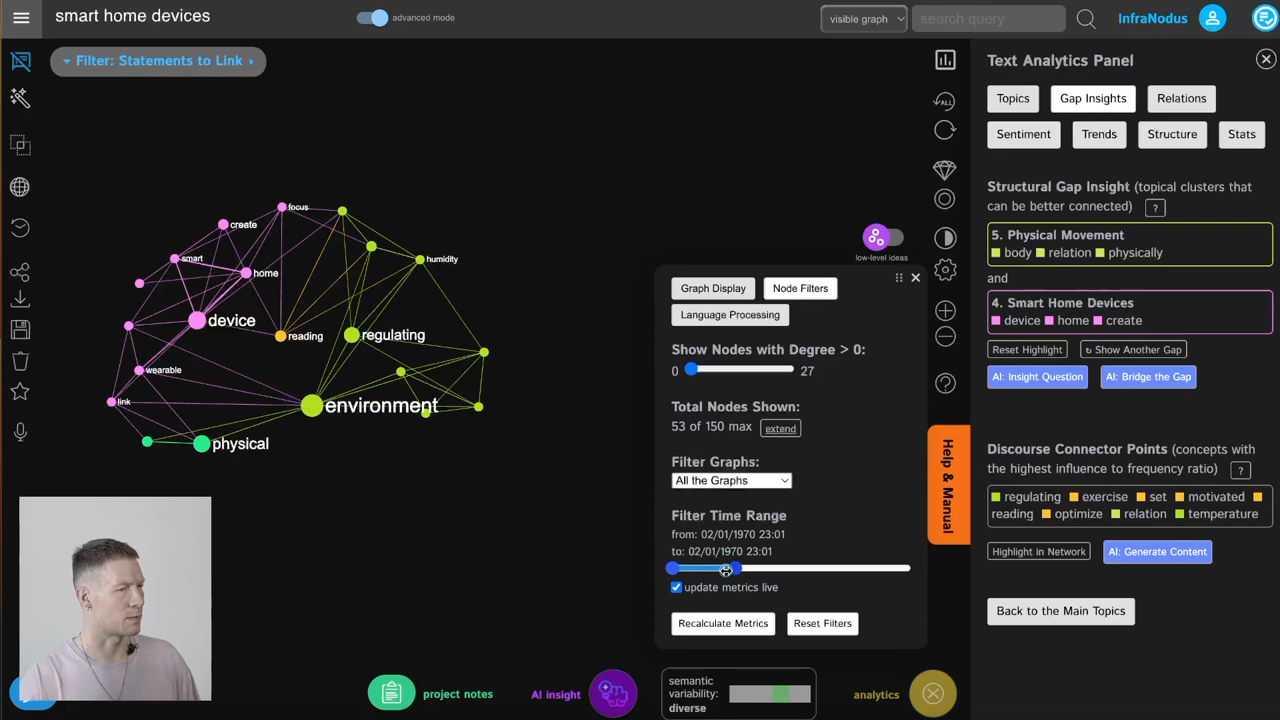 smart home devices
advanced mode
visible graph
search query
InfraNodus
Filter: Statements to Link
focus
create
smart
home
humidity
device
reading
regulating
wearable
link
environment
physical
low-level ideas
Graph Display
Node Filters
Language Processing
Show Nodes with Degree > 0:
0
27
Total Nodes Shown:
53 of 150 max
extend
Filter Graphs:
All the Graphs
Filter Time Range
from: 02/01/1970 23:01
to: 02/01/1970 23:01
update metrics live
Recalculate Metrics
Reset Filters
ALL
Help & Manual
Text Analytics Panel
Topics
Gap Insights
Relations
Sentiment
Trends
Structure
Stats
Structural Gap Insight (topical clusters that
can be better connected) ?
5. Physical Movement
body relation physically
and
4. Smart Home Devices
device home create
Reset Highlight
↻ Show Another Gap
AI: Insight Question
AI: Bridge the Gap
Discourse Connector Points (concepts with
the highest influence to frequency ratio) ?
regulating exercise set motivated
reading optimize relation temperature
Highlight in Network
AI: Generate Content
Back to the Main Topics
project notes
AI insight
semantic
variability:
diverse
analytics